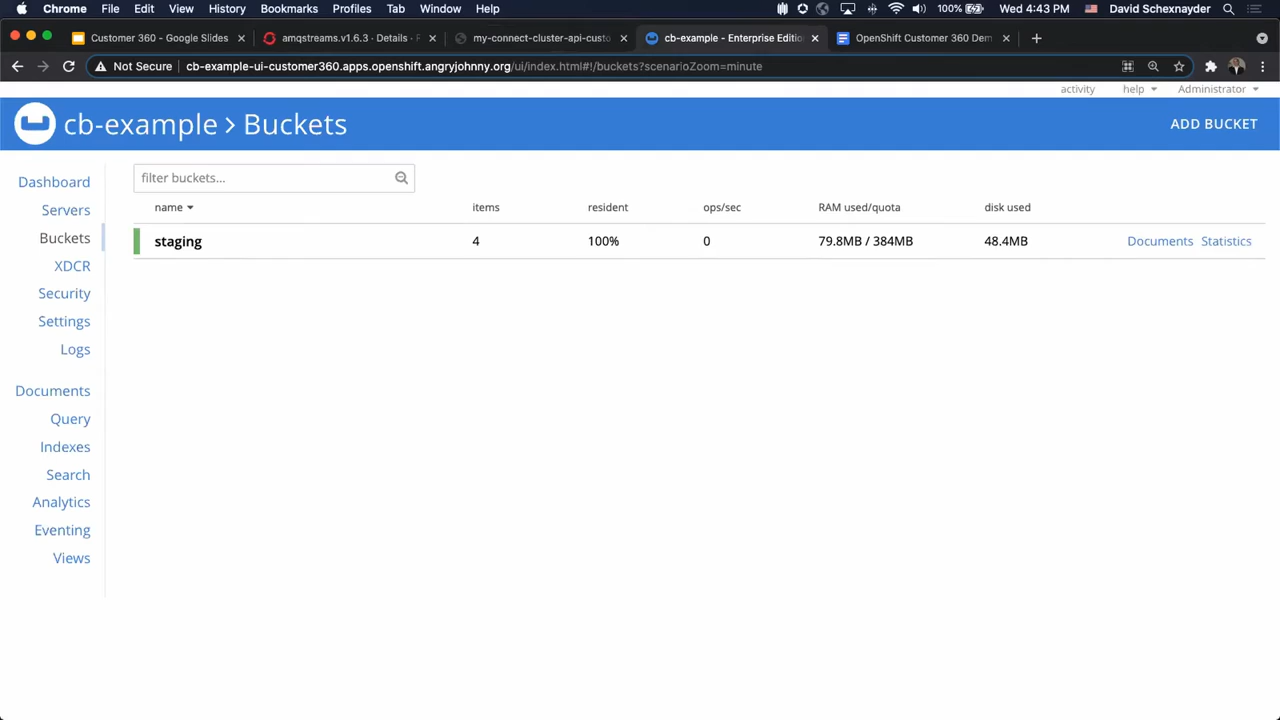 Chrome File Edit View History Bookmarks Profiles Tab Window Help 100% Wed 4:43 PM David Schexnayder
Customer 360 - Google Slides amqstreams.v1.6.3 · Details · my-connect-cluster-api-custo cb-example - Enterprise Editio OpenShift Customer 360 Dem
Not Secure cb-example-ui-customer360.apps.openshift.angryjohnny.org/ui/index.html#!/buckets?scenarioZoom=minute
activity help Administrator
cb-example > Buckets ADD BUCKET
filter buckets...
Dashboard
Servers
Buckets
XDCR
Security
Settings
Logs
Documents
Query
Indexes
Search
Analytics
Eventing
Views
name items resident ops/sec RAM used/quota disk used
staging 4 100% 0 79.8MB / 384MB 48.4MB Documents Statistics